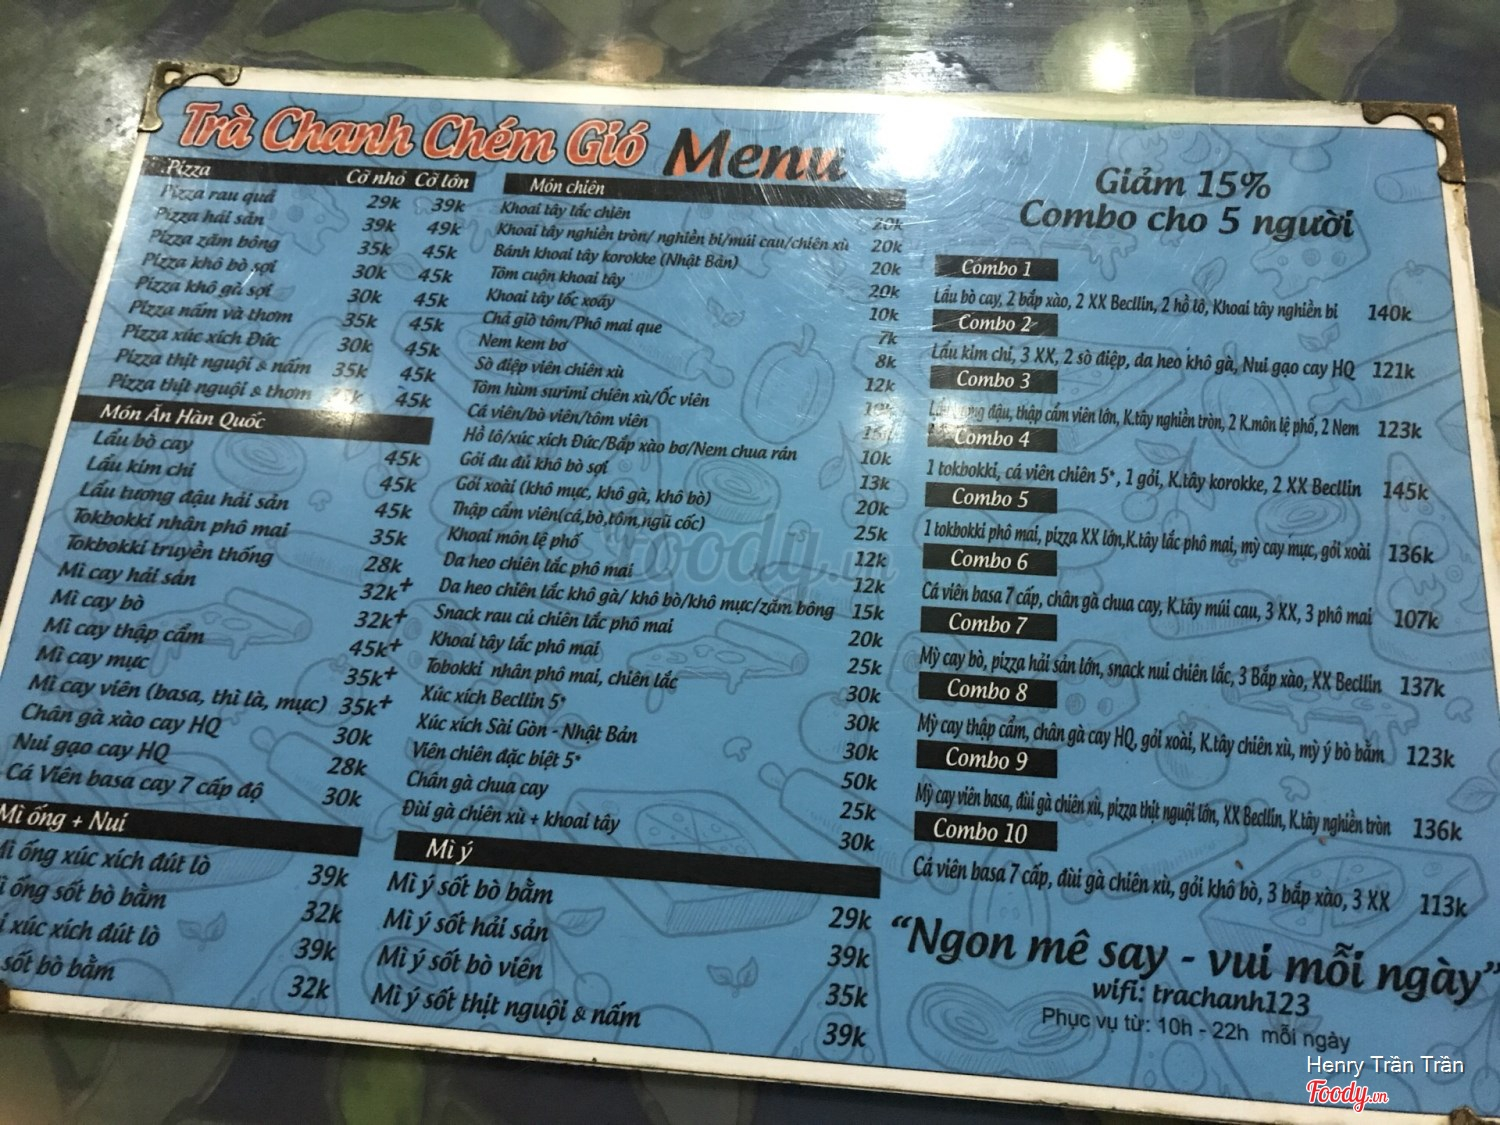 Trà Chanh Chém Gió Menu
Pizza Cỡ nhỏ Cỡ lớn
Pizza rau quả 29k 39k
Pizza hải sản 39k 49k
Pizza zăm bông 35k 45k
Pizza khô bò sợi 30k 45k
Pizza khô gà sợi 30k 45k
Pizza nấm và thơm 35k 45k
Pizza xúc xích Đức 30k 45k
Pizza thịt nguội & nấm 35k 45k
Pizza thịt nguội & thơm 45k
Món Ăn Hàn Quốc
Lẩu bò cay 45k
Lẩu kim chi 45k
Lẩu tương đậu hải sản 45k
Tokbokki nhân phô mai 35k
Tokbokki truyền thống 28k
Mì cay hải sản 32k+
Mì cay bò 32k+
Mì cay thập cẩm 45k+
Mì cay mực 35k+
Mì cay viên (basa, thì là, mực) 35k+
Chân gà xào cay HQ 30k
Nui gạo cay HQ 28k
Cá Viên basa cay 7 cấp độ 30k
Mì ống + Nui
Mì ống xúc xích đút lò 39k
ống sốt bò bằm 32k
xúc xích đút lò 39k
sốt bò bằm 32k
Món chiên
Khoai tây lắc chiên 20k
Khoai tây nghiền tròn/ nghiền bi/múi cau/chiên xù 20k
Bánh khoai tây korokke (Nhật Bản) 20k
Tôm cuộn khoai tây 20k
Khoai tây lốc xoáy 10k
Chả giò tôm/Phô mai que 7k
Nem kem bơ 8k
Sò điệp viên chiên xù 12k
Tôm hùm surimi chiên xù/Ốc viên
Cá viên/bò viên/tôm viên
Hồ lô/xúc xích Đức/Bắp xào bơ/Nem chua rán 10k
Gỏi đu đủ khô bò sợi 13k
Gỏi xoài (khô mực, khô gà, khô bò) 20k
Thập cẩm viên(cá,bò,tôm,ngũ cốc) 25k
Khoai môn lệ phố 12k
Da heo chiên lắc phô mai 12k
Da heo chiên lắc khô gà/ khô bò/khô mực/zăm bông 15k
Snack rau củ chiên lắc phô mai 20k
Khoai tây lắc phô mai 25k
Tobokki nhân phô mai, chiên lắc 30k
Xúc xích Becllin 5* 30k
Xúc xích Sài Gòn - Nhật Bản 30k
Viên chiên đặc biệt 5* 50k
Chân gà chua cay 25k
Đùi gà chiên xù + khoai tây 30k
Mì ý
Mì ý sốt bò bằm 29k
Mì ý sốt hải sản 39k
Mì ý sốt bò viên 35k
Mì ý sốt thịt nguội & nấm 39k
Giảm 15%
Combo cho 5 người
Combo 1
Lẩu bò cay, 2 bắp xào, 2 XX Becllin, 2 hồ lô, Khoai tây nghiền bi 140k
Combo 2
Lẩu kim chi, 3 XX, 2 sò điệp, da heo khô gà, Nui gạo cay HQ 121k
Combo 3
đậu, thập cẩm viên lớn, K.tây nghiền tròn, 2 K.môn lệ phố, 2 Nem 123k
Combo 4
1 tokbokki, cá viên chiên 5*, 1 gỏi, K.tây korokke, 2 XX Becllin 145k
Combo 5
1 tokbokki phô mai, pizza XX lớn,K.tây lắc phô mai, mỳ cay mực, gỏi xoài 136k
Combo 6
Cá viên basa 7 cấp, chân gà chua cay, K.tây múi cau, 3 XX, 3 phô mai 107k
Combo 7
Mỳ cay bò, pizza hải sản lớn, snack nui chiên lắc, 3 Bắp xào, XX Becllin 137k
Combo 8
Mỳ cay thập cẩm, chân gà cay HQ, gỏi xoài, K.tây chiên xù, mỳ ý bò bằm 123k
Combo 9
Mỳ cay viên basa, đùi gà chiên xù, pizza thịt nguội lớn, XX Becllin, K.tây nghiền tròn 136k
Combo 10
Cá viên basa 7 cấp, đùi gà chiên xù, gỏi khô bò, 3 bắp xào, 3 XX 113k
“Ngon mê say - vui mỗi ngày”
wifi: trachanh123
Phục vụ từ: 10h - 22h mỗi ngày
Foody.vn
Henry Trần Trần
Foody.vn